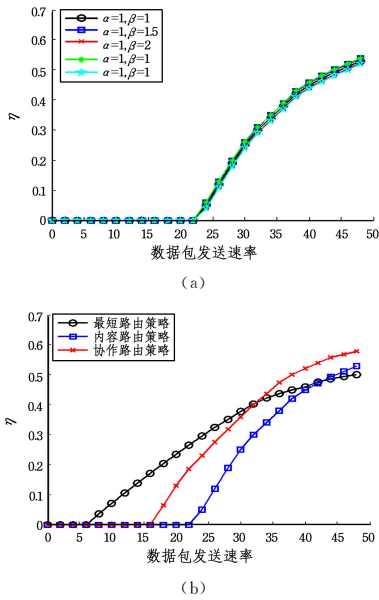 0.7
0.6
0.5
0.4
0.3
0.2
0.1
0
η
α=1,β=1
α=1,β=1.5
α=1,β=2
α=1,β=1
α=1,β=1
0 5 10 15 20 25 30 35 40 45 50
数据包发送速率
(a)
0.7
0.6
0.5
0.4
0.3
0.2
0.1
0
η
最短路由策略
内容路由策略
协作路由策略
0 5 10 15 20 25 30 35 40 45 50
数据包发送速率
(b)